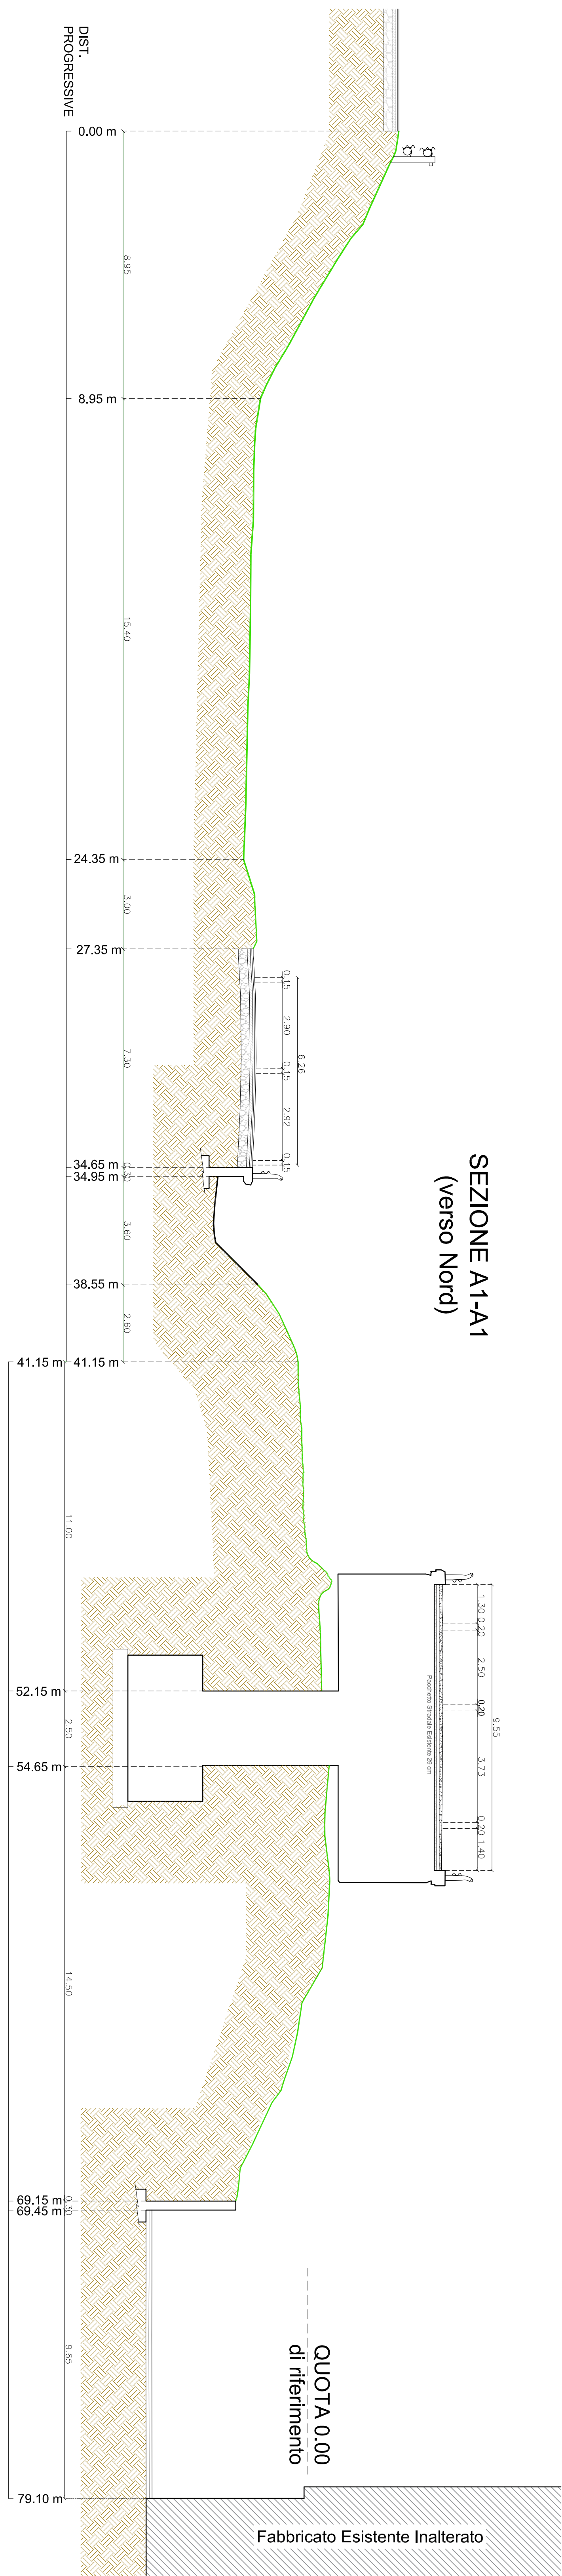 DIST.
PROGRESSIVE
0.00 m
8.95
8.95 m
15.40
24.35 m
3.00
27.35 m
0.15
2.90
0.15
2.92
0.15
6.26
7.30
34.65 m
0.30
34.95 m
3.60
38.55 m
2.60
41.15 m
41.15 m
SEZIONE A1-A1
(verso Nord)
11.00
1.30
0.20
2.50
0.20
3.73
0.20
1.40
9.55
Pacchetto Stradale Esistente 29 cm
52.15 m
2.50
54.65 m
14.50
69.15 m
0.30
69.45 m
9.65
QUOTA 0.00
di riferimento
79.10 m
Fabbricato Esistente Inalterato